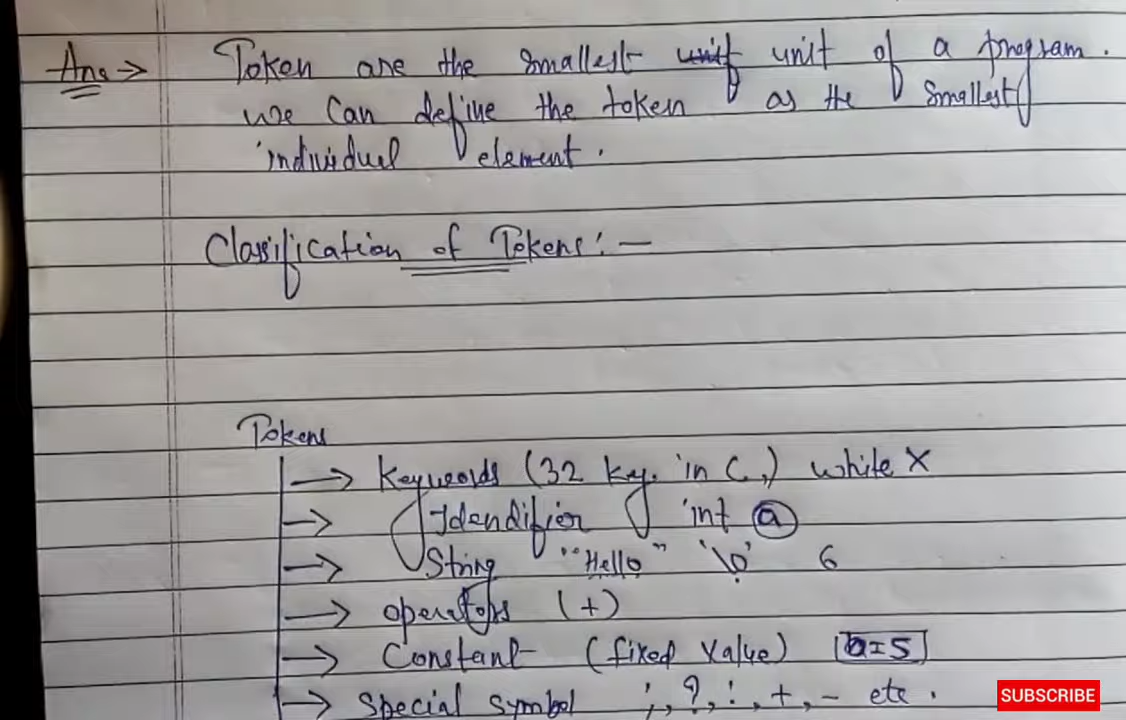 Ans → Token are the smallest unit unit of a program.
we can define the token as the smallest
individual element.
Classification of Tokens:—
Tokens
→ Keywords (32 key. in C,) while X
→ Idendifier int a
→ String "Hello" '\0' 6
→ operators (+)
→ Constant (fixed value) a=5
→ special symbol ;, ?, !, +, - etc.
SUBSCRIBE